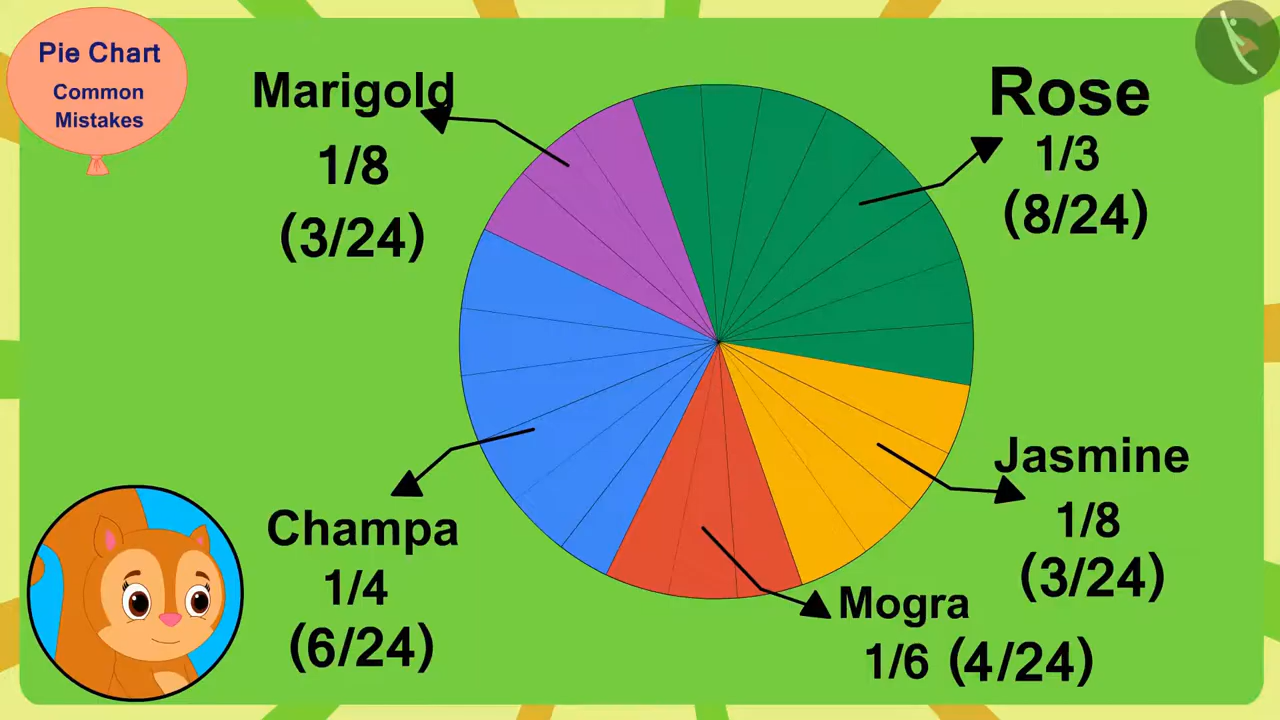 Pie Chart
Common
Mistakes
Marigold
1/8
(3/24)
Rose
1/3
(8/24)
Champa
1/4
(6/24)
Jasmine
1/8
(3/24)
Mogra
1/6 (4/24)